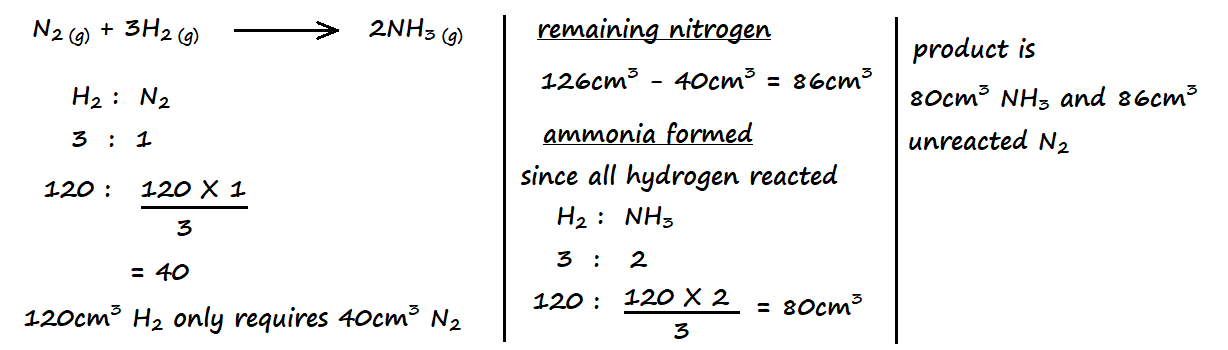 N₂ (g) + 3H₂ (g) ⟶ 2NH₃ (g)
H₂ : N₂
3 : 1
120 : 120 X 1
3
= 40
120cm³ H₂ only requires 40cm³ N₂
remaining nitrogen
126cm³ - 40cm³ = 86cm³
ammonia formed
since all hydrogen reacted
H₂ : NH₃
3 : 2
120 : 120 X 2 = 80cm³
3
product is
80cm³ NH₃ and 86cm³
unreacted N₂